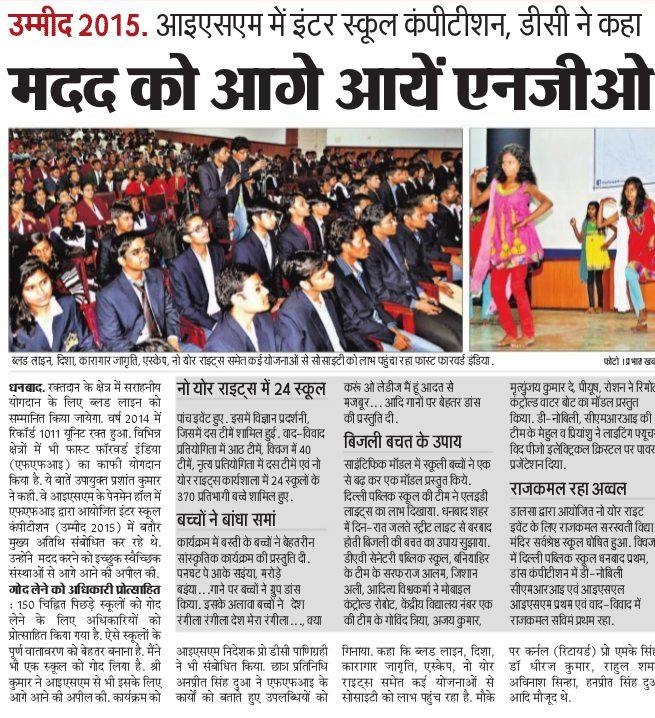 उम्मीद 2015. आइएसएम में इंटर स्कूल कंपीटीशन, डीसी ने कहा
मदद को आगे आयें एनजीओ
ब्लड लाइन, दिशा, कारागार जागृति, एस्केप, नो योर राइट्स समेत कई योजनाओं से सोसाइटी को लाभ पहुंचा रहा फास्ट फारवर्ड इंडिया .
फोटो । प्रभात खब
धनबाद. रक्तदान के क्षेत्र में सराहनीय
योगदान के लिए ब्लड लाइन को
सम्मानित किया जायेगा. वर्ष 2014 में
रिकॉर्ड 1011 यूनिट रक्त हुआ. विभिन्न
क्षेत्रों में भी फास्ट फॉरवर्ड इंडिया
(एफएफआइ) का काफी योगदान
किया है. ये बातें उपायुक्त प्रशांत कुमार
ने कही. वे आइएसएम के पेनमेन हॉल में
एफएफआइ द्वारा आयोजित इंटर स्कूल
कंपीटीशन (उम्मीद 2015) में बतौर
मुख्य अतिथि संबोधित कर रहे थे.
उन्होंने मदद करने को इच्छुक स्वैच्छिक
संस्थाओं से आगे आने की अपील की.
गोद लेने को अधिकारी प्रोत्साहित
: 150 चिह्नित पिछड़े स्कूलों को गोद
लेने के लिए अधिकारियों को
प्रोत्साहित किया गया है. ऐसे स्कूलों के
पूर्ण वातावरण को बेहतर बनाना है. मैंने
भी एक स्कूल को गोद लिया है. श्री
कुमार ने आइएसएम से भी इसके लिए
आगे आने की अपील की. कार्यक्रम को
नो योर राइट्स में 24 स्कूल
पांच इवेंट हुए. इसमें विज्ञान प्रदर्शनी,
जिसमें दस टीमें शामिल हुईं. वाद-विवाद
प्रतियोगिता में आठ टीमें, क्विज में 40
टीमें, नृत्य प्रतियोगिता में दस टीमें एवं नो
योर राइट्स कार्यशाला में 24 स्कूलों के
370 प्रतिभागी बच्चे शामिल हुए.
बच्चों ने बांधा समां
कार्यक्रम में बस्ती के बच्चों ने बेहतरीन
सांस्कृतिक कार्यक्रम की प्रस्तुति दी.
पनघट पे आके सइंया, मरोड़े
बइंया...गाने पर बच्चों ने ग्रुप डांस
किया. इसके अलावा बच्चों ने देश
रंगीला रंगीला देश मेरा रंगीला..., क्या
आइएसएम निदेशक प्रो डीसी पाणिग्रही
ने भी संबोधित किया. छात्र प्रतिनिधि
अनप्रीत सिंह दुआ ने एफएफआइ के
कार्यों को बताते हुए उपलब्धियों को
करूं ओ लेडीज मैं हूं आदत से
मजबूर... आदि गानों पर बेहतर डांस
की प्रस्तुति दी.
बिजली बचत के उपाय
साइंटिफिक मॉडल में स्कूली बच्चों ने एक
से बढ़ कर एक मॉडल प्रस्तुत किये.
दिल्ली पब्लिक स्कूल की टीम ने एलइडी
लाइट्स का लाभ दिखाया. धनबाद शहर
में दिन-रात जलते स्ट्रीट लाइट से बरबाद
होती बिजली की बचत का उपाय सुझाया.
डीएवी सेनेटरी पब्लिक स्कूल, बनियाहिर
के टीम के सरफराज आलम, जिशान
अली, आदित्य विश्वकर्मा ने मोबाइल
कंट्रोल्ड रोबोट, केंद्रीय विद्यालय नंबर एक
की टीम के गोविंद त्रिया, अजय कुमार,
गिनाया. कहा कि ब्लड लाइन, दिशा,
कारागार जागृति, एस्केप, नो योर
राइट्स समेत कई योजनाओं से
सोसाइटी को लाभ पहुंच रहा है. मौके
मृत्युंजय कुमार दे, पीयूष, रोशन ने रिमो
कंट्रोल्ड वाटर बोट का मॉडल प्रस्तुत
किया. डी-नोबिली, सीएमआरआइ की
टीम के मेहुल व प्रियांशु ने लाइटिंग फ्यूचर
विद पीजो इलेक्ट्रिकल क्रिस्टल पर पावर
प्रजेंटेशन दिया.
राजकमल रहा अव्वल
डालसा द्वारा आयोजित नो योर राइट
इवेंट के लिए राजकमल सरस्वती विद्या
मंदिर सर्वश्रेष्ठ स्कूल घोषित हुआ. क्विज
में दिल्ली पब्लिक स्कूल धनबाद प्रथम,
डांस कंपीटीशन में डी-नोबिली
सीएमआरआइ एवं आइएसएल
आइएसएम प्रथम एवं वाद-विवाद में
राजकमल सविमं प्रथम रहा.
पर कर्नल (रिटायर्ड) प्रो एमके सिंह
डॉ धीरज कुमार, राहुल शर्मा
अविनाश सिन्हा, हनप्रीत सिंह दुअ
आदि मौजूद थे.